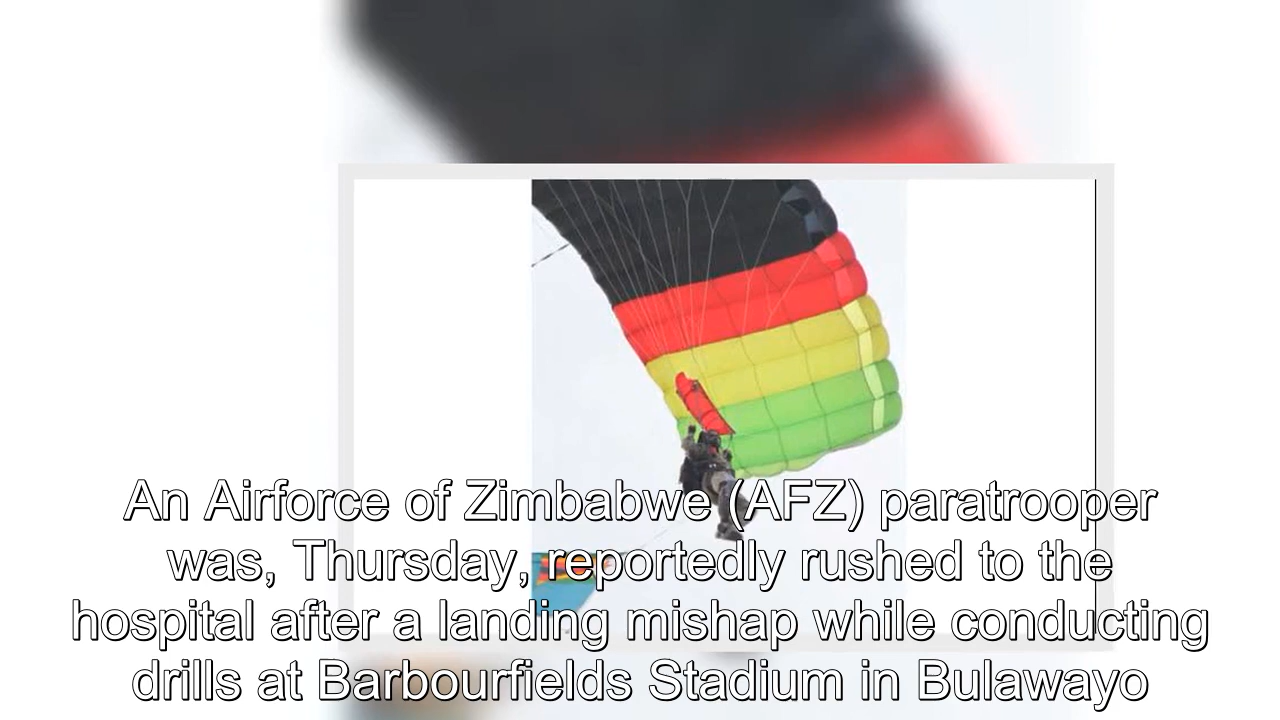 An Airforce of Zimbabwe (AFZ) paratrooper
was, Thursday, reportedly rushed to the
hospital after a landing mishap while conducting
drills at Barbourfields Stadium in Bulawayo